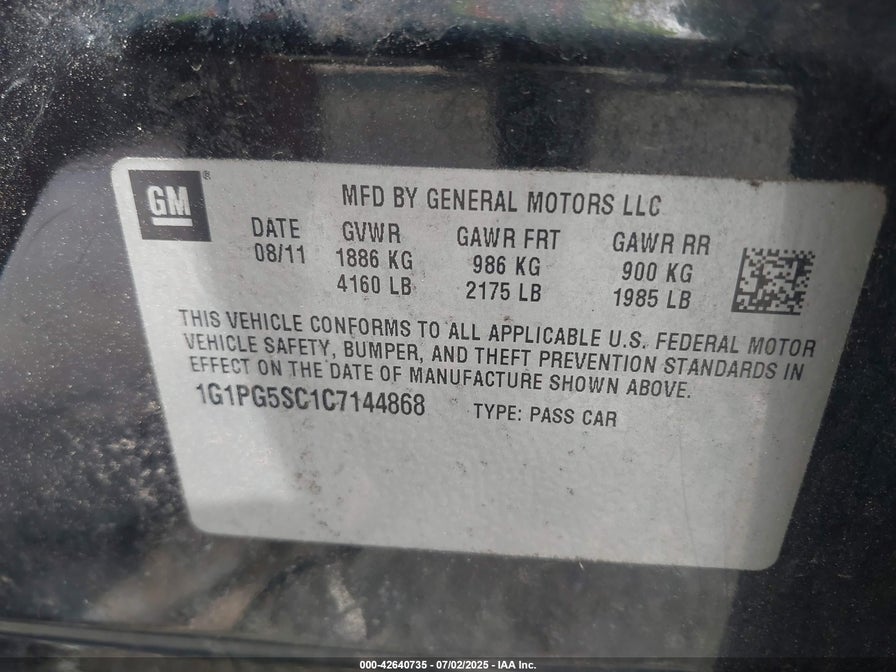 GM
MFD BY GENERAL MOTORS LLC
DATE GVWR GAWR FRT GAWR RR
08/11 1886 KG 986 KG 900 KG
4160 LB 2175 LB 1985 LB
THIS VEHICLE CONFORMS TO ALL APPLICABLE U.S. FEDERAL MOTOR
VEHICLE SAFETY, BUMPER, AND THEFT PREVENTION STANDARDS IN
EFFECT ON THE DATE OF MANUFACTURE SHOWN ABOVE.
1G1PG5SC1C7144868 TYPE: PASS CAR
000-42640735 - 07/02/2025 - IAA Inc.